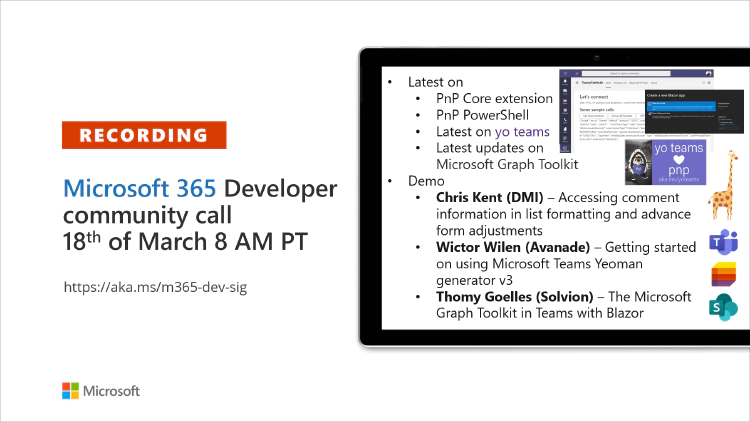 RECORDING
Microsoft 365 Developer
community call
18th of March 8 AM PT
https://aka.ms/m365-dev-sig
Microsoft
• Latest on
• PnP Core extension
• PnP PowerShell
• Latest on yo teams
• Latest updates on
Microsoft Graph Toolkit
• Demo
• Chris Kent (DMI) – Accessing comment
information in list formatting and advance
form adjustments
• Wictor Wilen (Avanade) – Getting started
on using Microsoft Teams Yeoman
generator v3
• Thomy Goelles (Solvion) – The Microsoft
Graph Toolkit in Teams with Blazor
Let's connect
Some sample calls
Create a new Blazor app
yo teams
pnp
aka.ms/yoteams